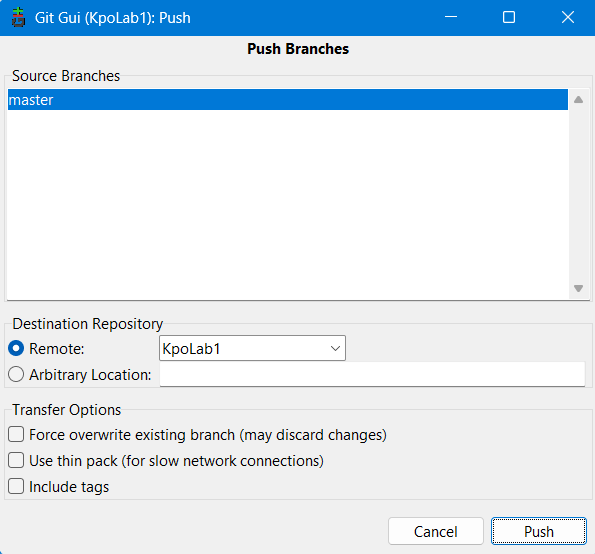 Git Gui (KpoLab1): Push
Push Branches
Source Branches
master
Destination Repository
Remote: KpoLab1
Arbitrary Location:
Transfer Options
Force overwrite existing branch (may discard changes)
Use thin pack (for slow network connections)
Include tags
Cancel Push